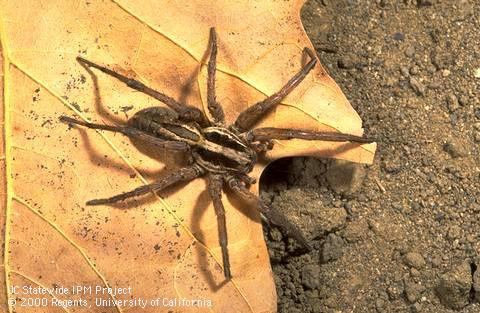 UC Statewide IPM Project
© 2000 Regents, University of California